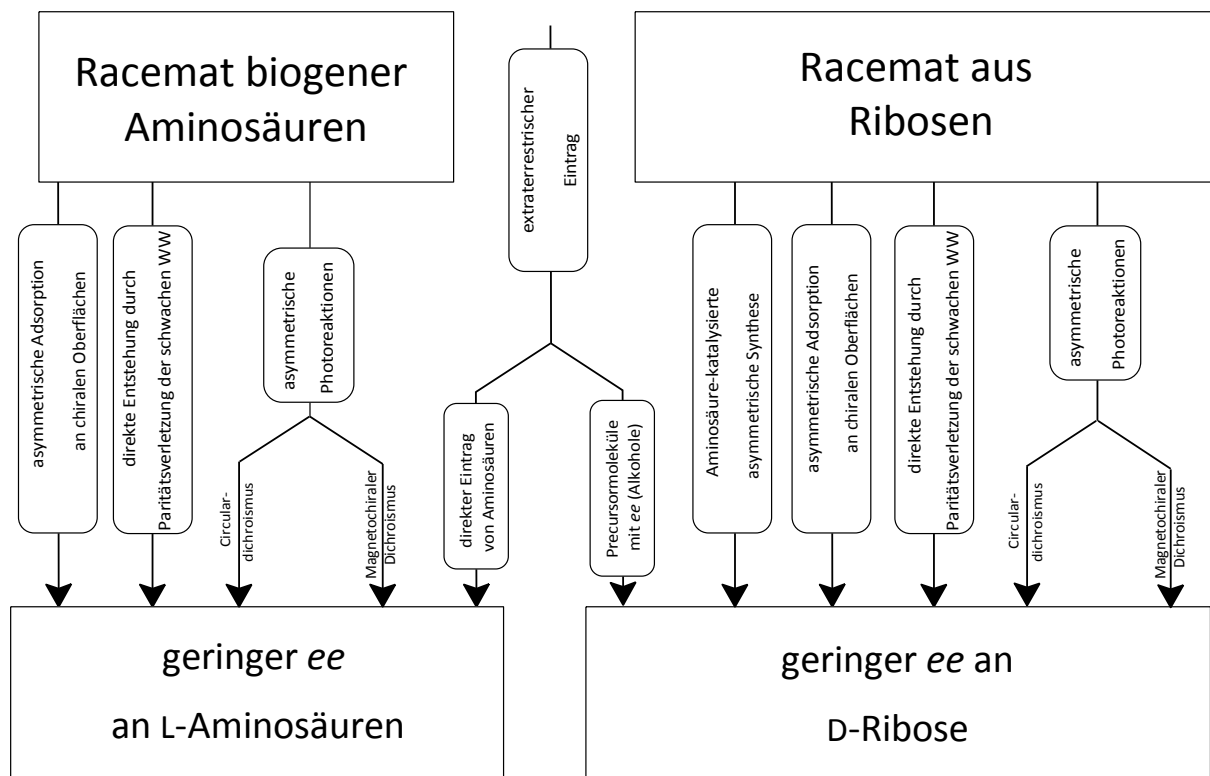 Racemat biogener
Aminosäuren
extraterrestrischer
Eintrag
Racemat aus
Ribosen
asymmetrische Adsorption
an chiralen Oberflächen
direkte Entstehung durch
Paritätsverletzung der schwachen WW
asymmetrische
Photoreaktionen
Circular-
dichroismus
Magnetochiraler
Dichroismus
direkter Eintrag
von Aminosäuren
Precursormoleküle
mit ee (Alkohole)
Aminosäure-katalysierte
asymmetrische Synthese
asymmetrische Adsorption
an chiralen Oberflächen
direkte Entstehung durch
Paritätsverletzung der schwachen WW
asymmetrische
Photoreaktionen
Circular-
dichroismus
Magnetochiraler
Dichroismus
geringer ee
an L-Aminosäuren
geringer ee an
D-Ribose